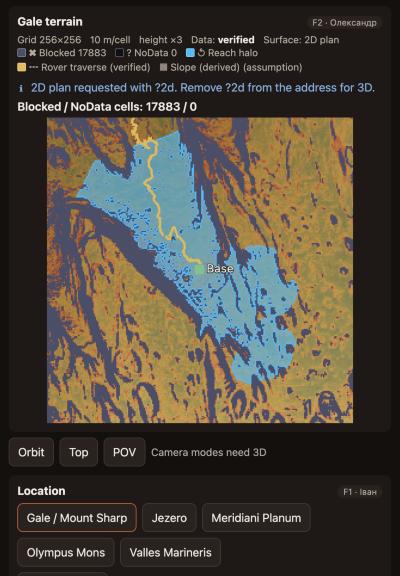 Gale terrain
F2 · Олександр
Grid 256×256 10 m/cell height ×3 Data: verified Surface: 2D plan
✖ Blocked 17883 ? NoData 0 ↺ Reach halo
--- Rover traverse (verified) Slope (derived) (assumption)
i 2D plan requested with ?2d. Remove ?2d from the address for 3D.
Blocked / NoData cells: 17883 / 0
Base
Orbit Top POV Camera modes need 3D
Location
F1 · Іван
Gale / Mount Sharp Jezero Meridiani Planum
Olympus Mons Valles Marineris